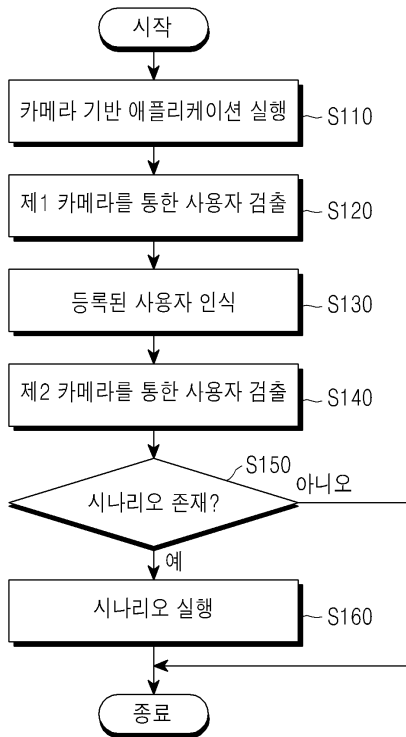 시작
카메라 기반 애플리케이션 실행
S110
제1 카메라를 통한 사용자 검출
S120
등록된 사용자 인식
S130
제2 카메라를 통한 사용자 검출
S140
S150
시나리오 존재?
아니오
예
시나리오 실행
S160
종료